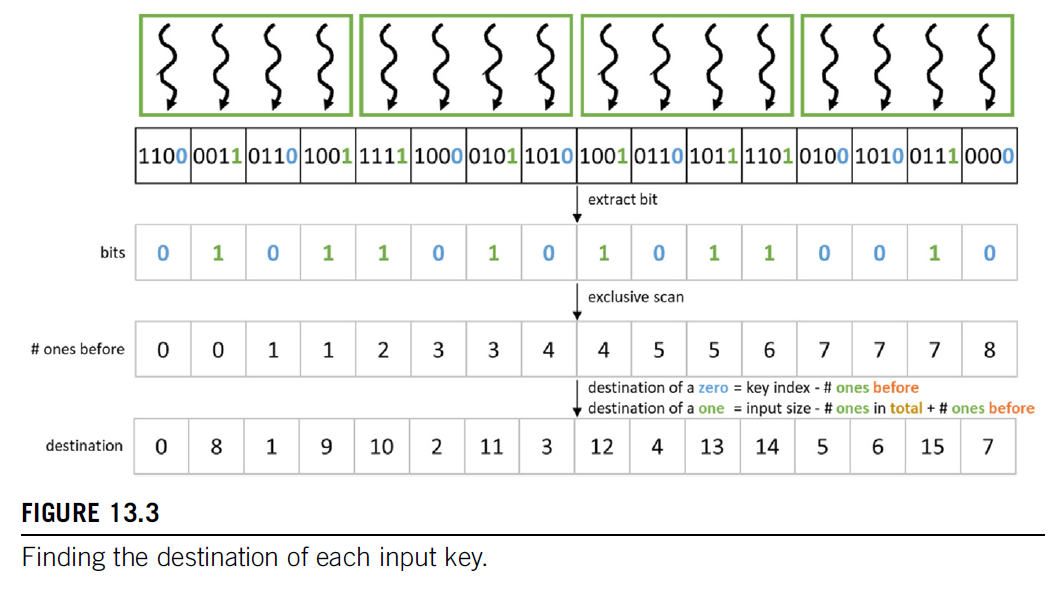 1100 0011 0110 1001 1111 1000 0101 1010 1001 0110 1011 1101 0100 1010 0111 0000
extract bit
bits 0 1 0 1 1 0 1 0 1 0 1 1 0 0 1 0
exclusive scan
# ones before 0 0 1 1 2 3 3 4 4 5 5 6 7 7 7 8
destination of a zero = key index - # ones before
destination of a one = input size - # ones in total + # ones before
destination 0 8 1 9 10 2 11 3 12 4 13 14 5 6 15 7
FIGURE 13.3
Finding the destination of each input key.